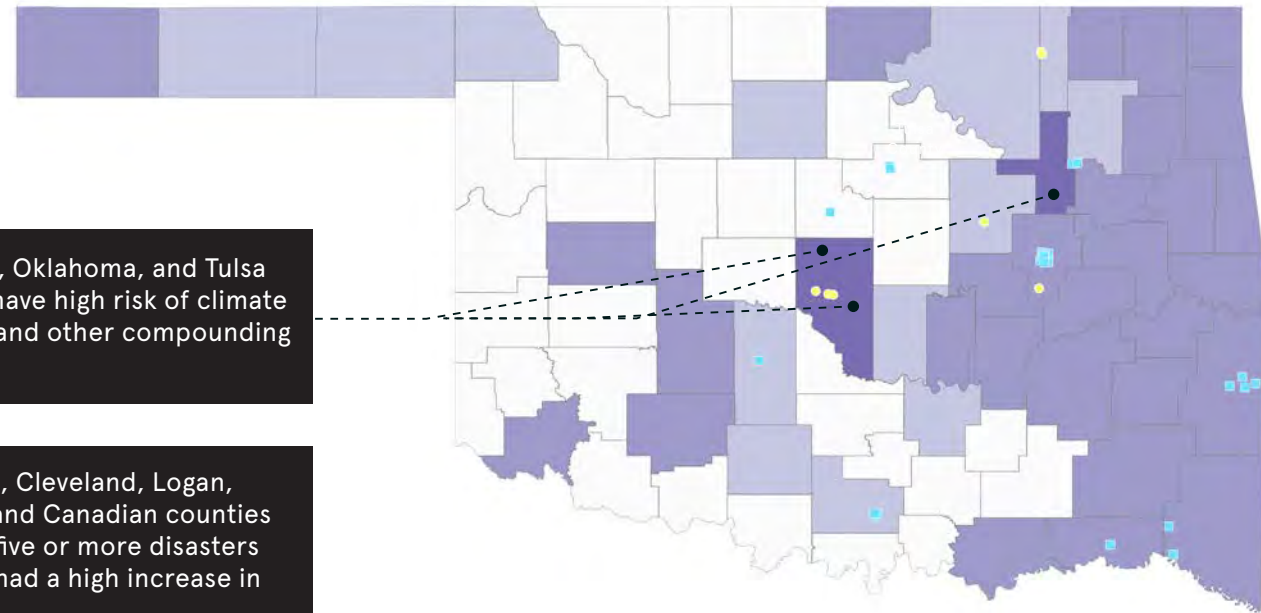 , Oklahoma, and Tulsa
have high risk of climate
and other compounding
, Cleveland, Logan,
and Canadian counties
five or more disasters
had a high increase in